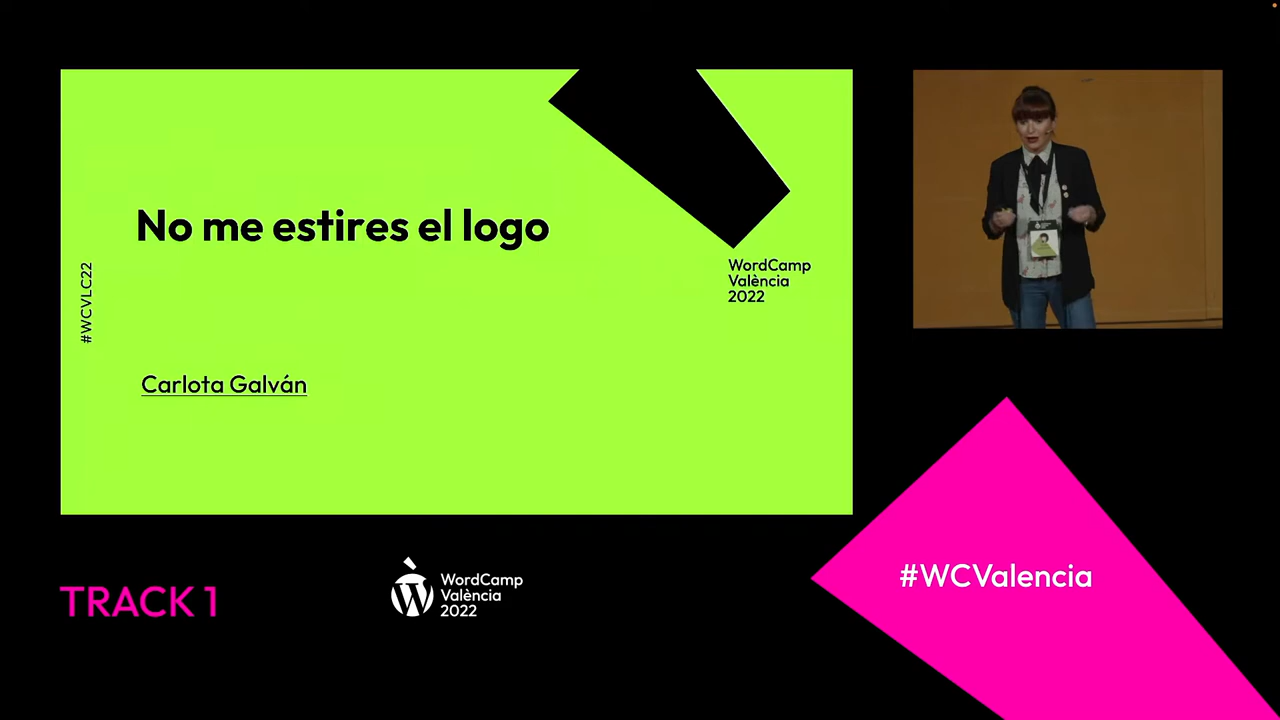 No me estires el logo
#WCVLC22
WordCamp
València
2022
Carlota Galván
TRACK 1
WordCamp
València
2022
#WCValencia